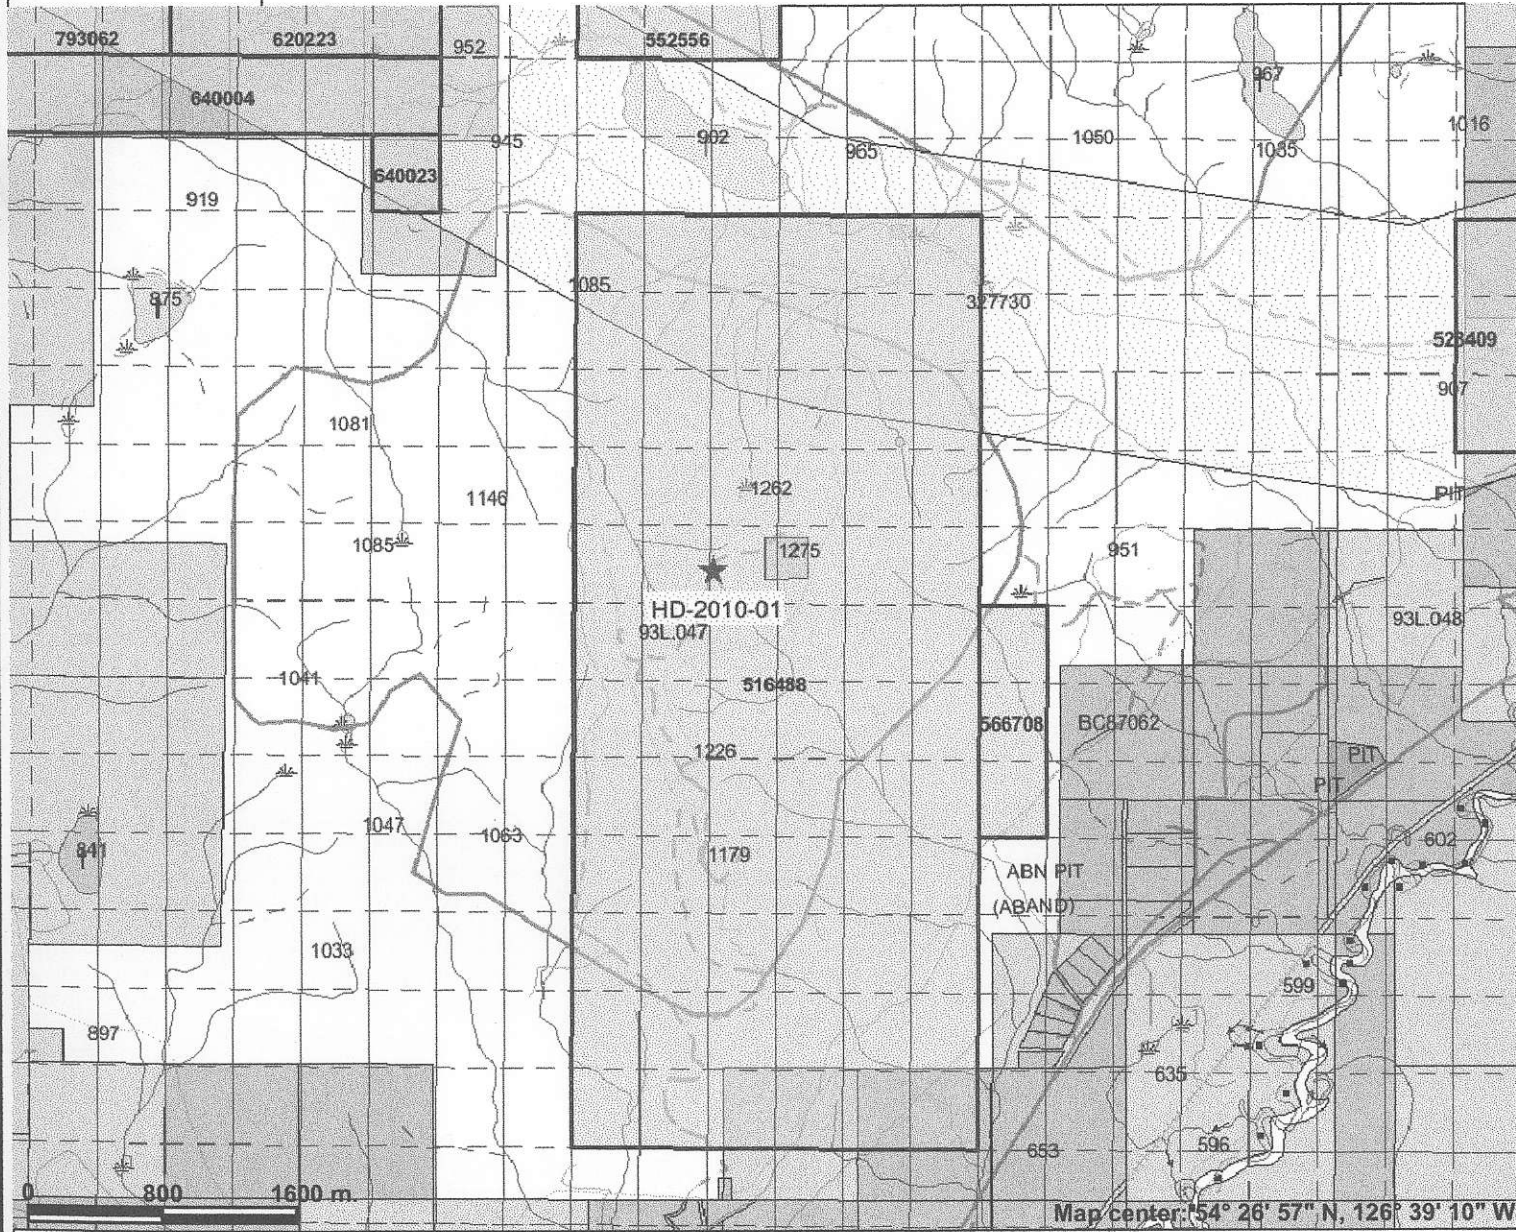 793062 620223 952 552556
967
640004
902 1050 1016
945 965 1035
640023
919
1085
875 327730
523409
907
1081
1262 PIT
1146
1085 1275 951
HD-2010-01
93L.047 93L.048
1041 516488
566708 BC87062
1226 PIT
PIT
1047 1063 602
841 1179
ABN PIT
(ABAND)
1033
599
897
635
653 596
0 800 1600 m.
Map center: 54° 26' 57" N, 126° 39' 10" W